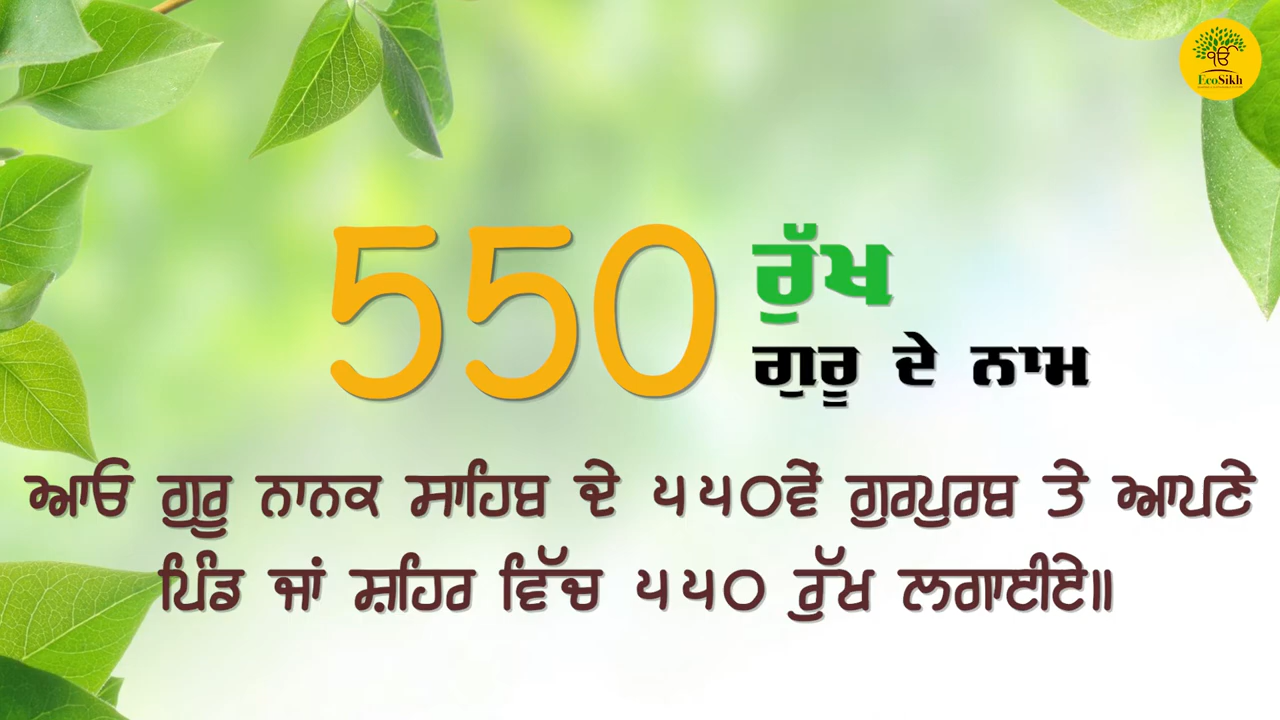 ੴ
EcoSikh
550 ਰੁੱਖ
ਗੁਰੂ ਦੇ ਨਾਮ
ਆਓ ਗੁਰੂ ਨਾਨਕ ਸਾਹਿਬ ਦੇ ੫੫੦ਵੇਂ ਗੁਰਪੁਰਬ ਤੇ ਆਪਣੇ
ਪਿੰਡ ਜਾਂ ਸ਼ਹਿਰ ਵਿੱਚ ੫੫੦ ਰੁੱਖ ਲਗਾਈਏ॥